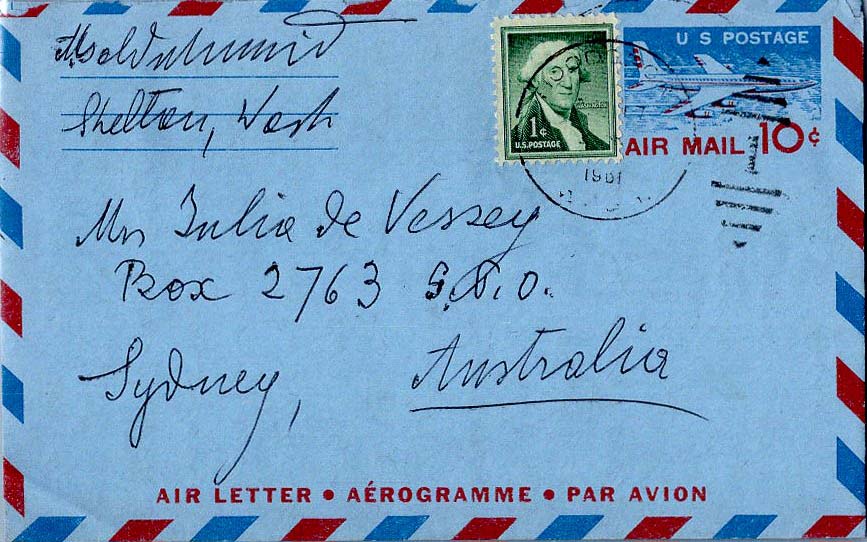 Shelton, Wash
U S POSTAGE
WASHINGTON
1¢
U.S.POSTAGE
AIR MAIL 10¢
1961
Mrs Julia de Vessey
Box 2763 G.P.O.
Sydney, Australia
AIR LETTER • AÉROGRAMME • PAR AVION